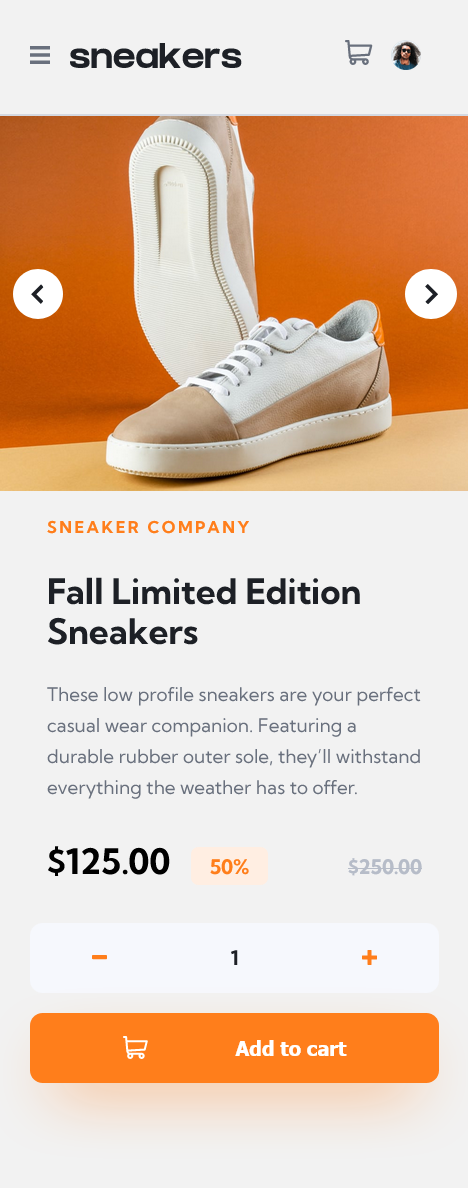 sneakers
SNEAKER COMPANY
Fall Limited Edition
Sneakers
These low profile sneakers are your perfect
casual wear companion. Featuring a
durable rubber outer sole, they’ll withstand
everything the weather has to offer.
$125.00 50% $250.00
1
Add to cart